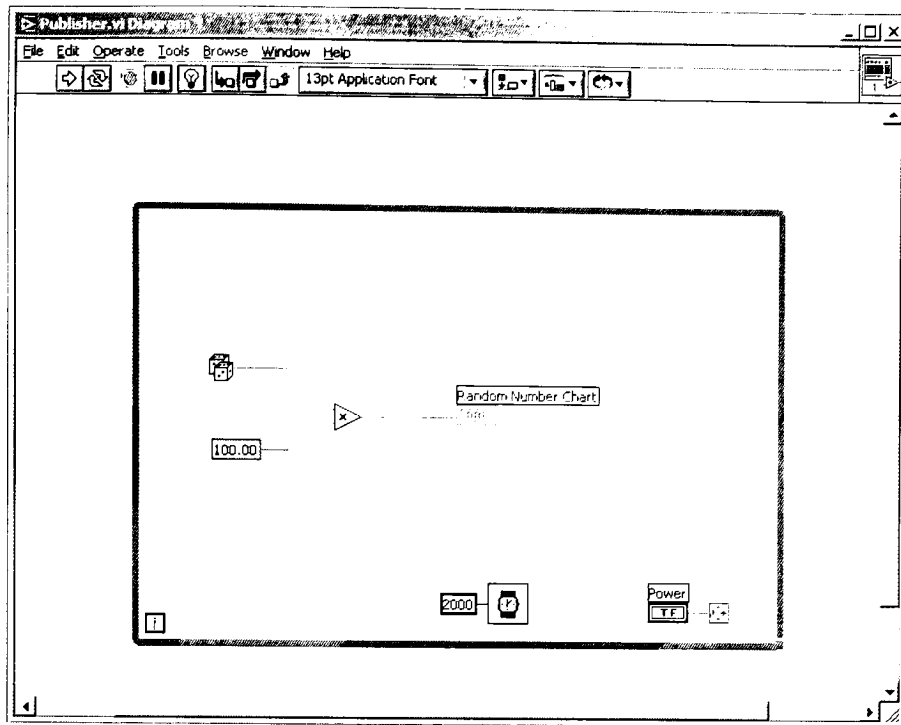 Publisher.vi Diagram
File Edit Operate Tools Browse Window Help
13pt Application Font
1
Random Number Chart
100.00
2000
Power
TF
i